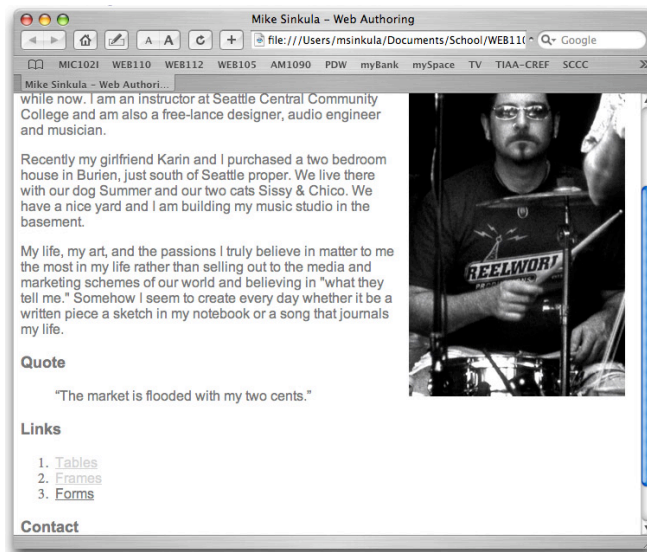 Mike Sinkula – Web Authoring
A A
file:///Users/msinkula/Documents/School/WEB110
Google
MIC102I WEB110 WEB112 WEB105 AM1090 PDW myBank mySpace TV TIAA-CREF SCCC
Mike Sinkula – Web Authori...
while now. I am an instructor at Seattle Central Community
College and am also a free-lance designer, audio engineer
and musician.
Recently my girlfriend Karin and I purchased a two bedroom
house in Burien, just south of Seattle proper. We live there
with our dog Summer and our two cats Sissy & Chico. We
have a nice yard and I am building my music studio in the
basement.
My life, my art, and the passions I truly believe in matter to me
the most in my life rather than selling out to the media and
marketing schemes of our world and believing in "what they
tell me." Somehow I seem to create every day whether it be a
written piece a sketch in my notebook or a song that journals
my life.
REELWORL
Quote
“The market is flooded with my two cents.”
Links
1. Tables
2. Frames
3. Forms
Contact